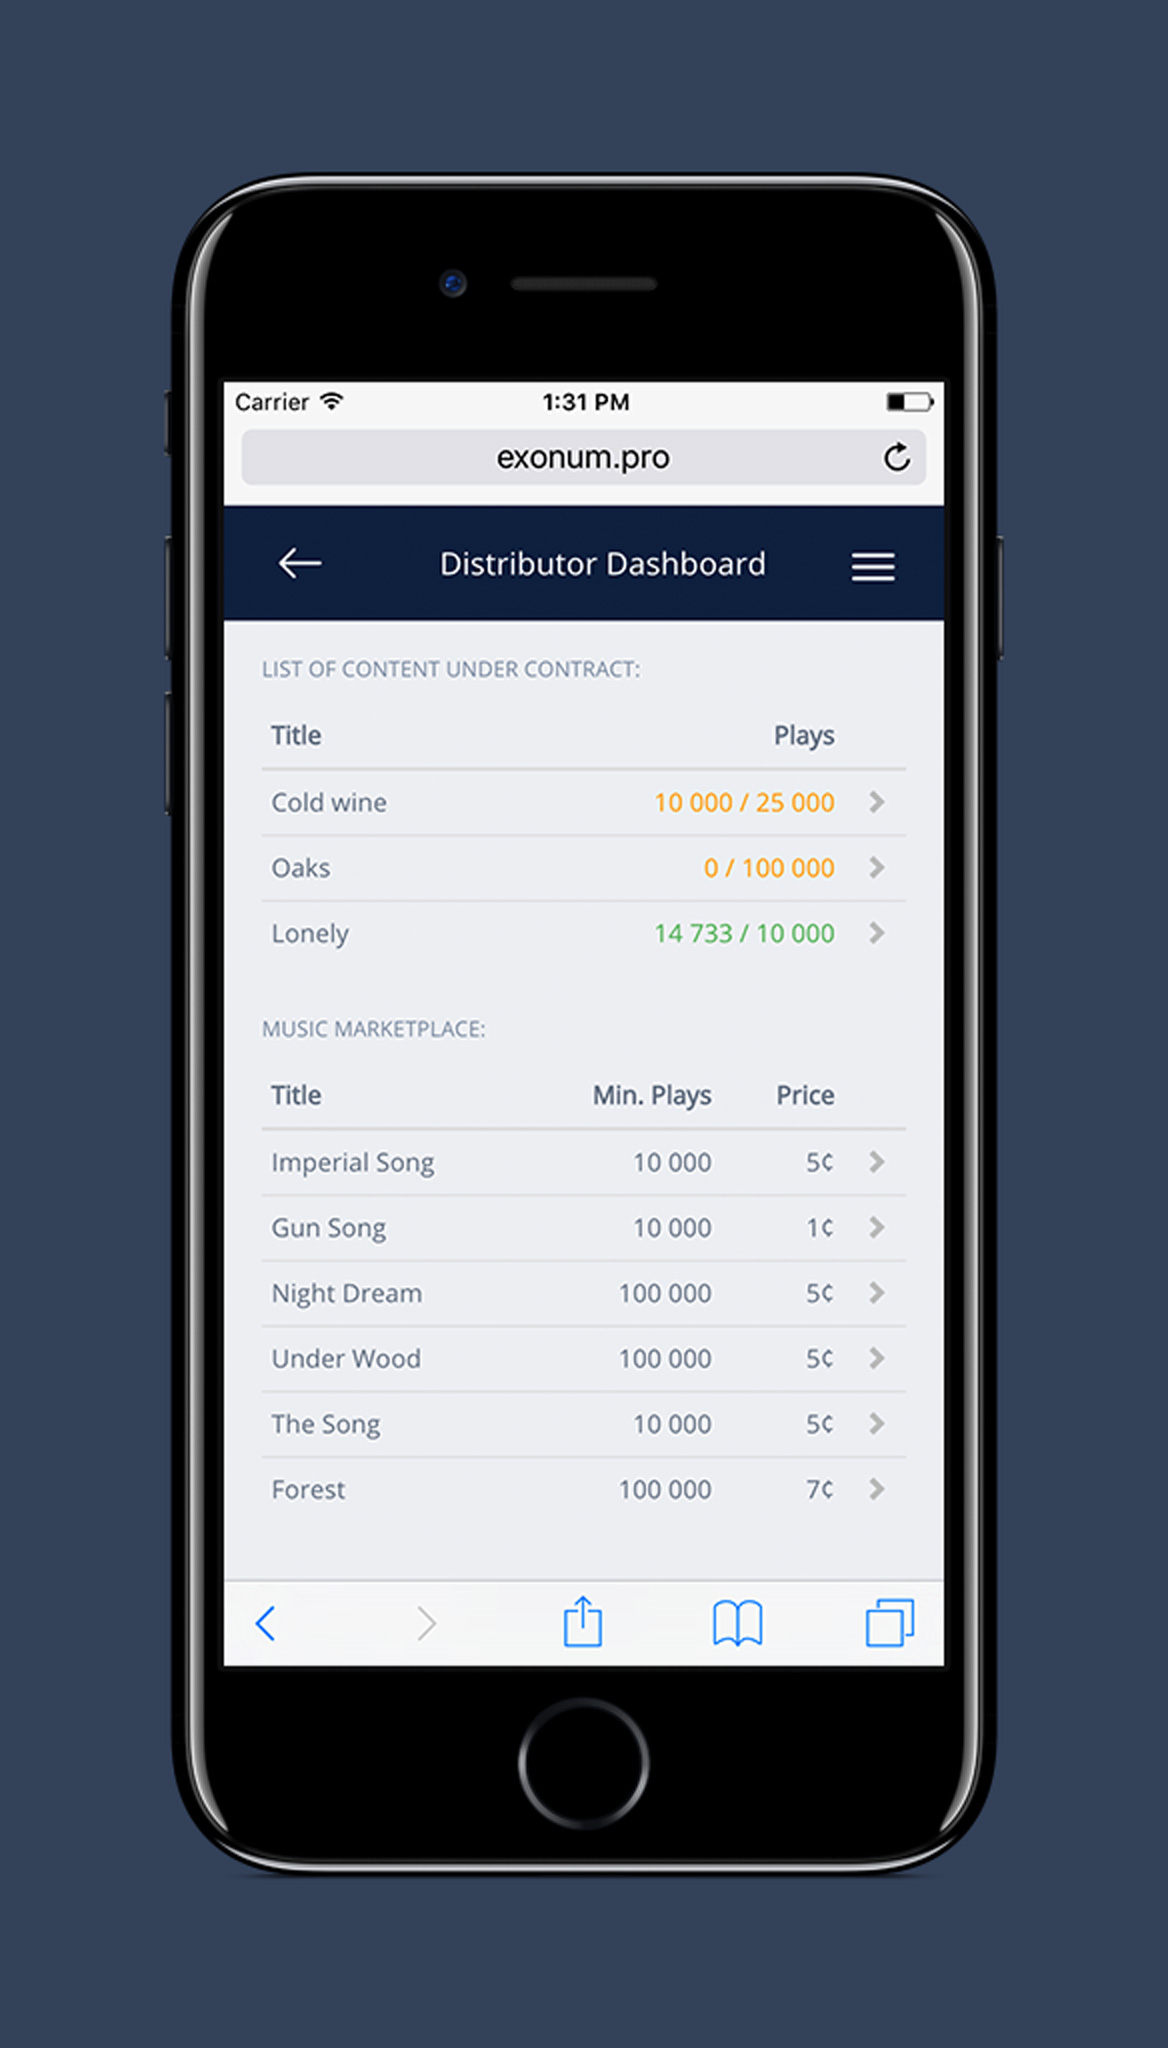 Carrier 1:31 PM
exonum.pro
Distributor Dashboard
LIST OF CONTENT UNDER CONTRACT:
Title Plays
Cold wine 10 000 / 25 000
Oaks 0 / 100 000
Lonely 14 733 / 10 000
MUSIC MARKETPLACE:
Title Min. Plays Price
Imperial Song 10 000 5¢
Gun Song 10 000 1¢
Night Dream 100 000 5¢
Under Wood 100 000 5¢
The Song 10 000 5¢
Forest 100 000 7¢